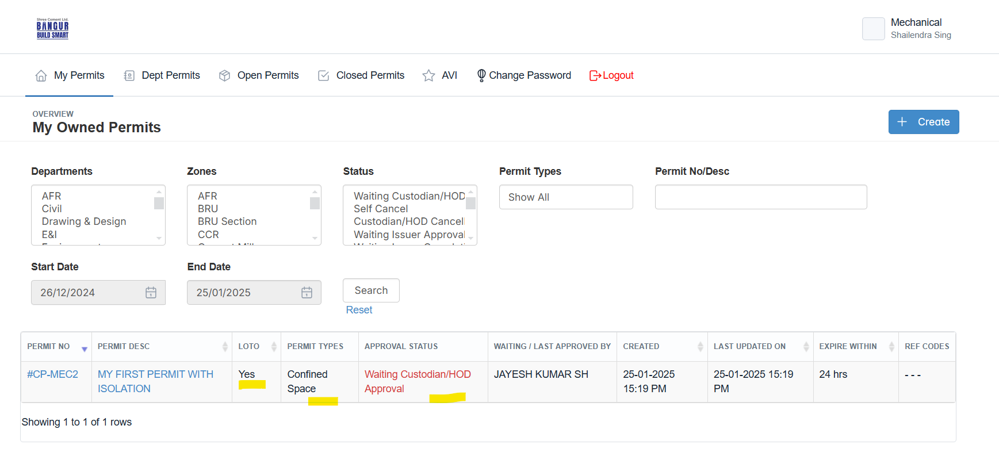 Shree Cement Ltd.
BANGUR
BUILD SMART
Mechanical
Shailendra Sing
My Permits
Dept Permits
Open Permits
Closed Permits
AVI
Change Password
Logout
OVERVIEW
My Owned Permits
Create
Departments
Zones
Status
Permit Types
Permit No/Desc
AFR
Civil
Drawing & Design
E&I
AFR
BRU
BRU Section
CCR
Waiting Custodian/HOD
Self Cancel
Custodian/HOD Cancel
Waiting Issuer Approval
Show All
Start Date
End Date
26/12/2024
25/01/2025
Search
Reset
PERMIT NO
PERMIT DESC
LOTO
PERMIT TYPES
APPROVAL STATUS
WAITING / LAST APPROVED BY
CREATED
LAST UPDATED ON
EXPIRE WITHIN
REF CODES
#CP-MEC2
MY FIRST PERMIT WITH
ISOLATION
Yes
Confined
Space
Waiting Custodian/HOD
Approval
JAYESH KUMAR SH
25-01-2025
15:19 PM
25-01-2025 15:19
PM
24 hrs
- - -
Showing 1 to 1 of 1 rows